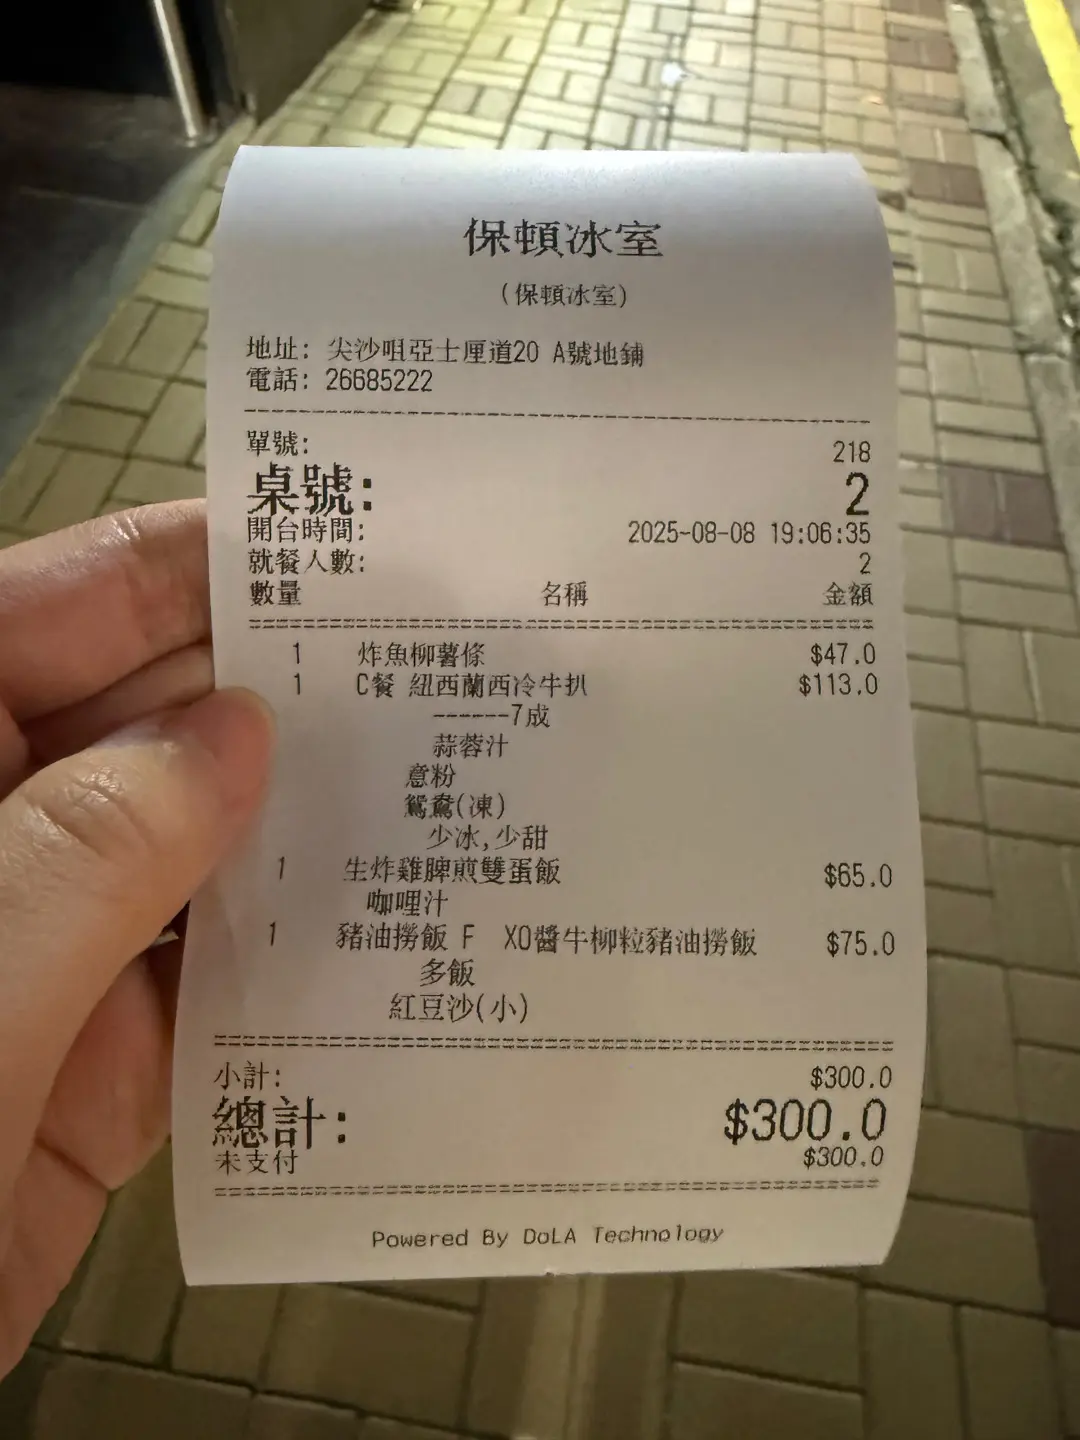 保頓冰室
(保頓冰室)
地址: 尖沙咀亞士厘道20 A號地鋪
電話: 26685222
單號: 218
桌號: 2
開台時間: 2025-08-08 19:06:35
就餐人數: 2
數量 名稱 金額
1 炸魚柳薯條 $47.0
1 C餐 紐西蘭西冷牛扒 $113.0
------7成
蒜蓉汁
意粉
鴛鴦(凍)
少冰,少甜
1 生炸雞脾煎雙蛋飯 $65.0
咖哩汁
1 豬油撈飯 F XO醬牛柳粒豬油撈飯 $75.0
多飯
紅豆沙(小)
小計: $300.0
總計: $300.0
未支付 $300.0
Powered By DoLA Technology